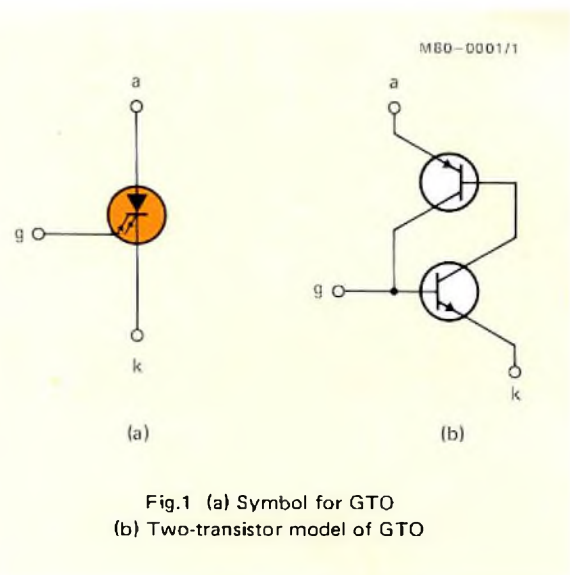 M80-0001/1
a
a
g
g
k
k
(a)
(b)
Fig.1 (a) Symbol for GTO
(b) Two-transistor model of GTO